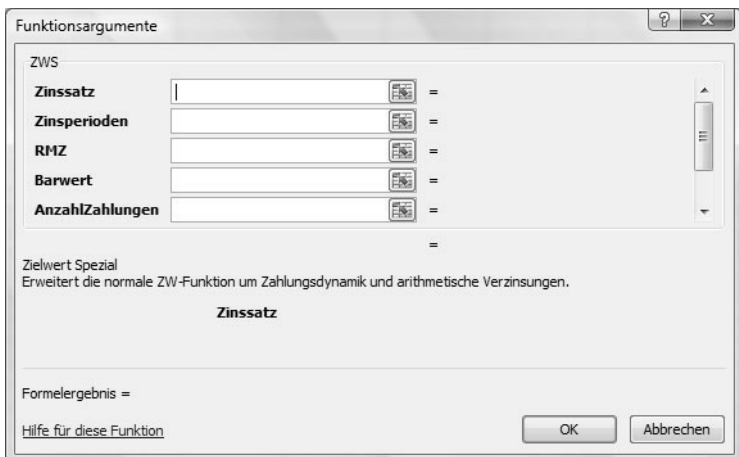 Funktionsargumente
ZWS
Zinssatz =
Zinsperioden =
RMZ =
Barwert =
AnzahlZahlungen =
=
Zielwert Spezial
Erweitert die normale ZW-Funktion um Zahlungsdynamik und arithmetische Verzinsungen.
Zinssatz
Formelergebnis =
Hilfe für diese Funktion OK Abbrechen